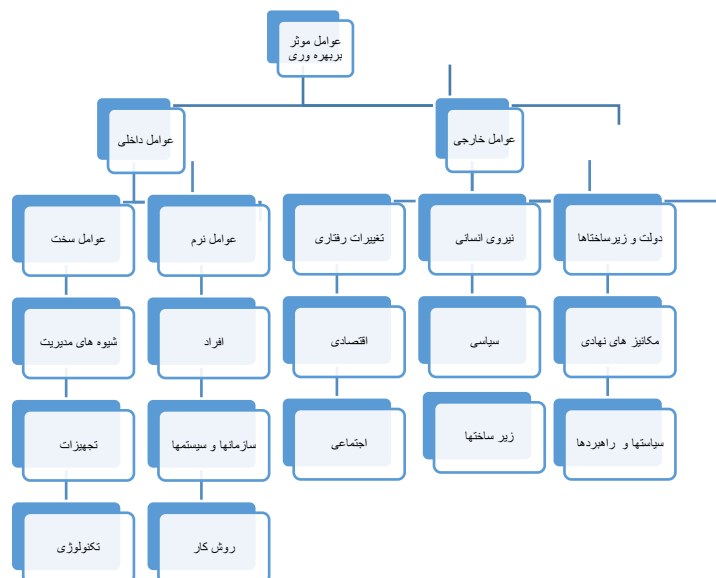 عوامل موثر
بربهره وری
عوامل خارجی
عوامل داخلی
دولت و زیرساختاها
نیروی انسانی
تغییرات رفتاری
عوامل نرم
عوامل سخت
مکانیز های نهادی
سیاسی
اقتصادی
افراد
شیوه های مدیریت
سیاستها و راهبردها
زیر ساختها
اجتماعی
سازمانها و سیستمها
تجهیزات
روش کار
تکنولوژی